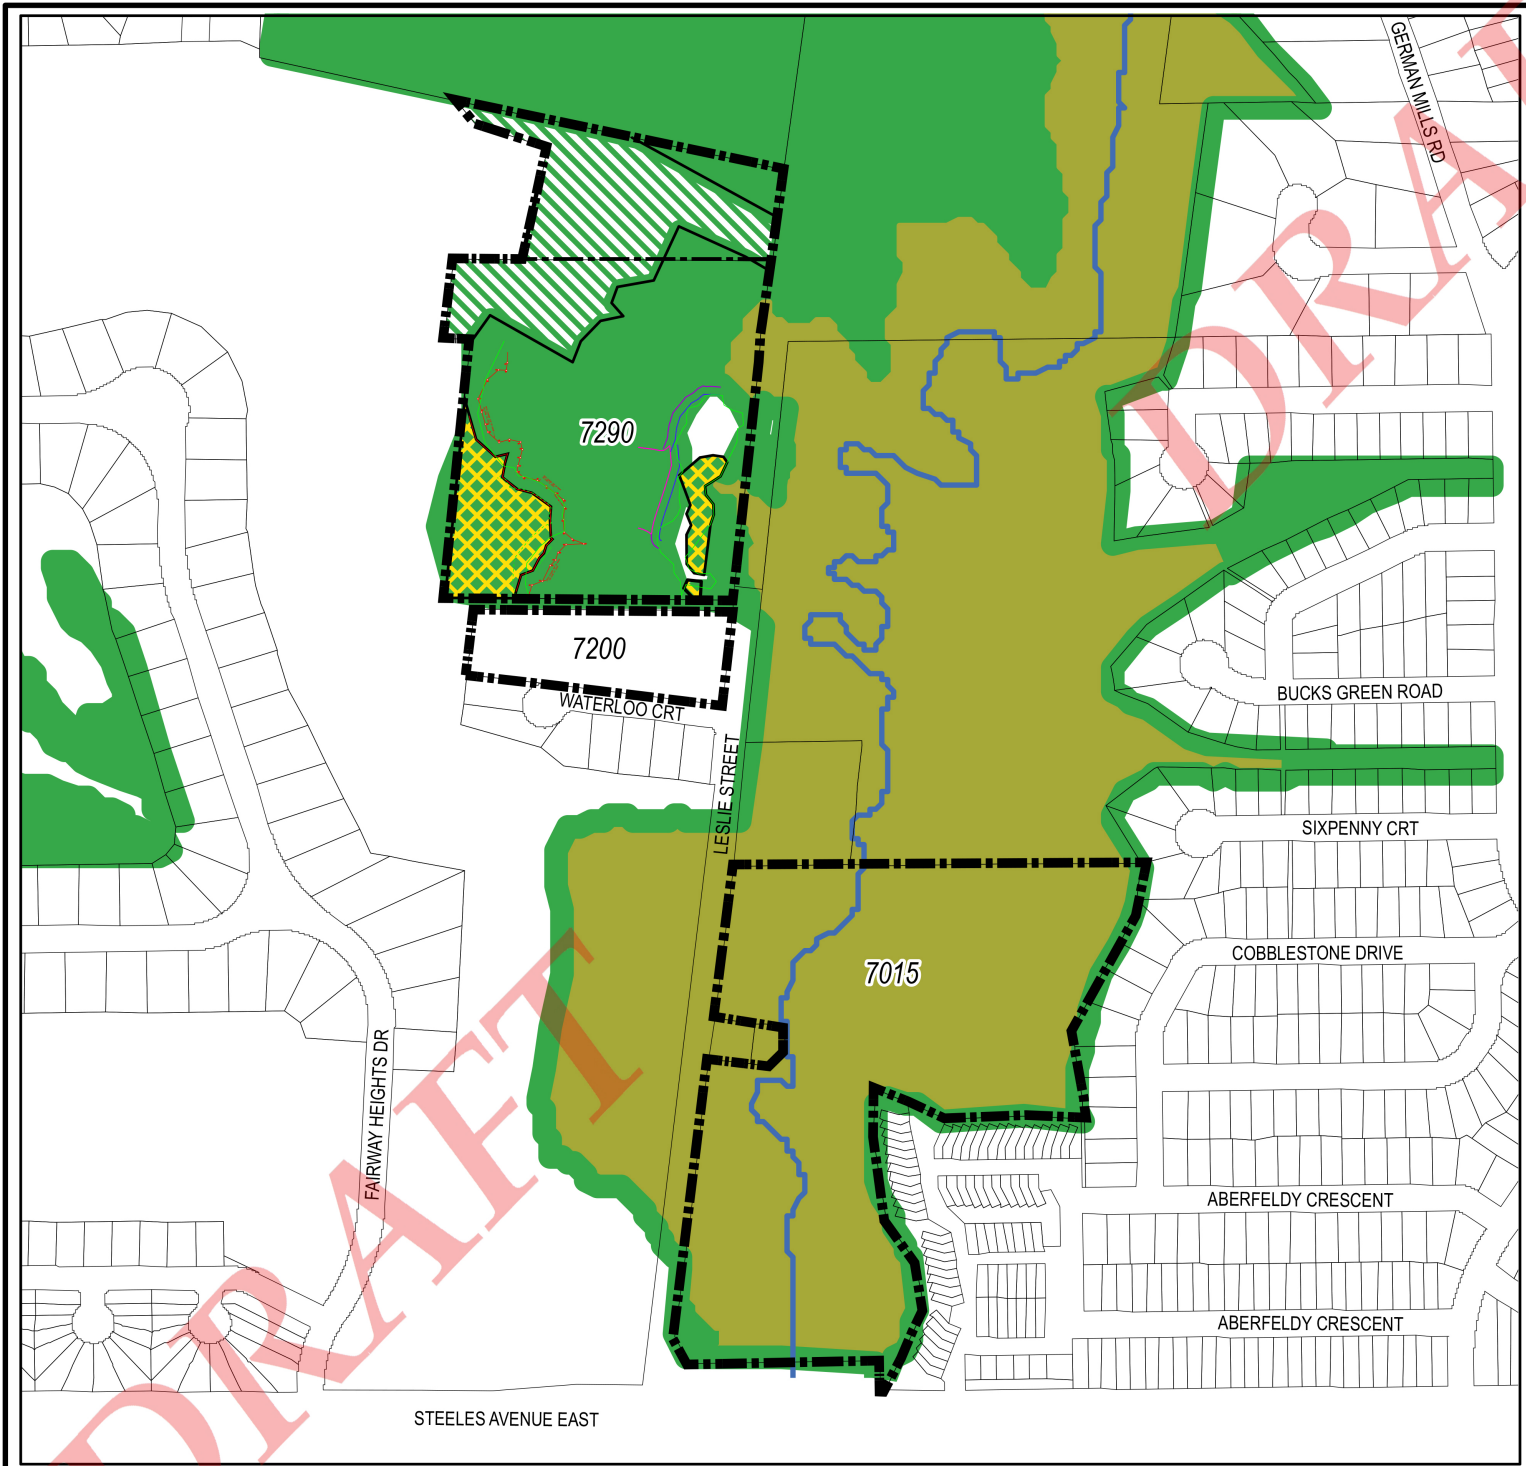 GERMAN MILLS RD
DRAFT
7290
7200
WATERLOO CRT
BUCKS GREEN ROAD
LESLIE STREET
SIXPENNY CRT
COBBLESTONE DRIVE
7015
FAIRWAY HEIGHTS DR
ABERFELDY CRESCENT
ABERFELDY CRESCENT
DRAFT
STEELES AVENUE EAST